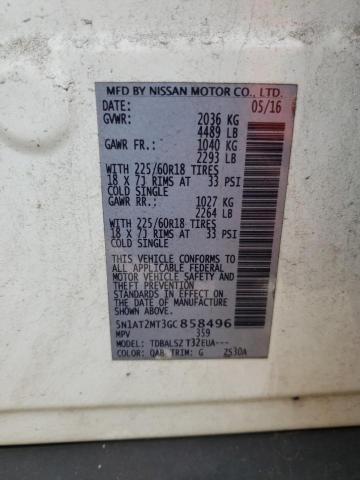 MFD BY NISSAN MOTOR CO., LTD.
DATE: 05/16
GVWR: 2036 KG
4489 LB
GAWR FR.: 1040 KG
2293 LB
WITH 225/60R18 TIRES
18 X 7J RIMS AT 33 PSI
COLD SINGLE
GAWR RR.: 1027 KG
2264 LB
WITH 225/60R18 TIRES
18 X 7J RIMS AT 33 PSI
COLD SINGLE
THIS VEHICLE CONFORMS TO
ALL APPLICABLE FEDERAL
MOTOR VEHICLE SAFETY AND
THEFT PREVENTION
STANDARDS IN EFFECT ON
THE DATE OF MANUFACTURE
SHOWN ABOVE.
5N1AT2MT3GC858496
MPV 359
MODEL: TDBALSZ T32EUA----
COLOR: QAB TRIM: G ZS30A